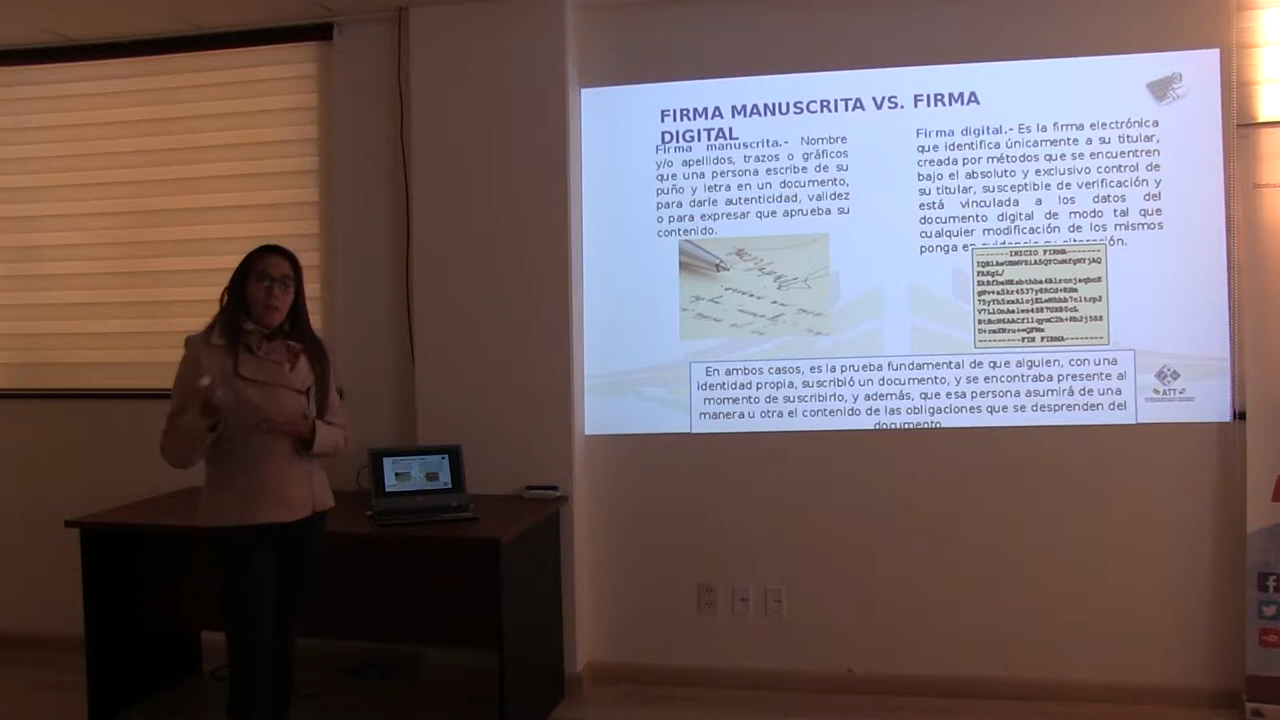 FIRMA MANUSCRITA VS. FIRMA
DIGITAL
Firma manuscrita.- Nombre
y/o apellidos, trazos o gráficos
que una persona escribe de su
puño y letra en un documento,
para darle autenticidad, validez
o para expresar que aprueba su
contenido.
Firma digital.- Es la firma electrónica
que identifica únicamente a su titular,
creada por métodos que se encuentren
bajo el absoluto y exclusivo control de
su titular, susceptible de verificación y
está vinculada a los datos del
documento digital de modo tal que
cualquier modificación de los mismos
ponga en evidencia su alteración.
-------INICIO FIRMA-------
---------FIN FIRMA--------
En ambos casos, es la prueba fundamental de que alguien, con una
identidad propia, suscribió un documento, y se encontraba presente al
momento de suscribirlo, y además, que esa persona asumirá de una
manera u otra el contenido de las obligaciones que se desprenden del
documento.
ATT